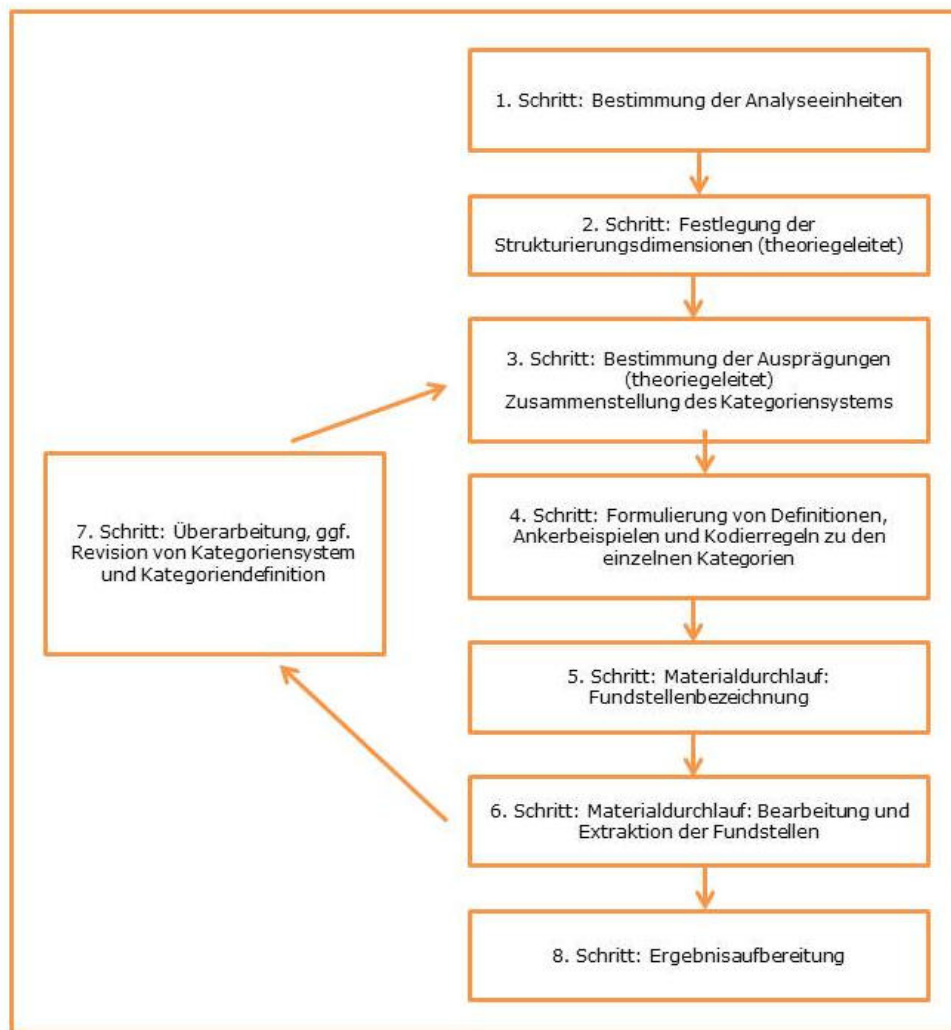 1. Schritt: Bestimmung der Analyseeinheiten
2. Schritt: Festlegung der
Strukturierungsdimensionen (theoriegeleitet)
3. Schritt: Bestimmung der Ausprägungen
(theoriegeleitet)
Zusammenstellung des Kategoriensystems
4. Schritt: Formulierung von Definitionen,
Ankerbeispielen und Kodierregeln zu den
einzelnen Kategorien
5. Schritt: Materialdurchlauf:
Fundstellenbezeichnung
6. Schritt: Materialdurchlauf: Bearbeitung und
Extraktion der Fundstellen
7. Schritt: Überarbeitung, ggf.
Revision von Kategoriensystem
und Kategoriendefinition
8. Schritt: Ergebnisaufbereitung